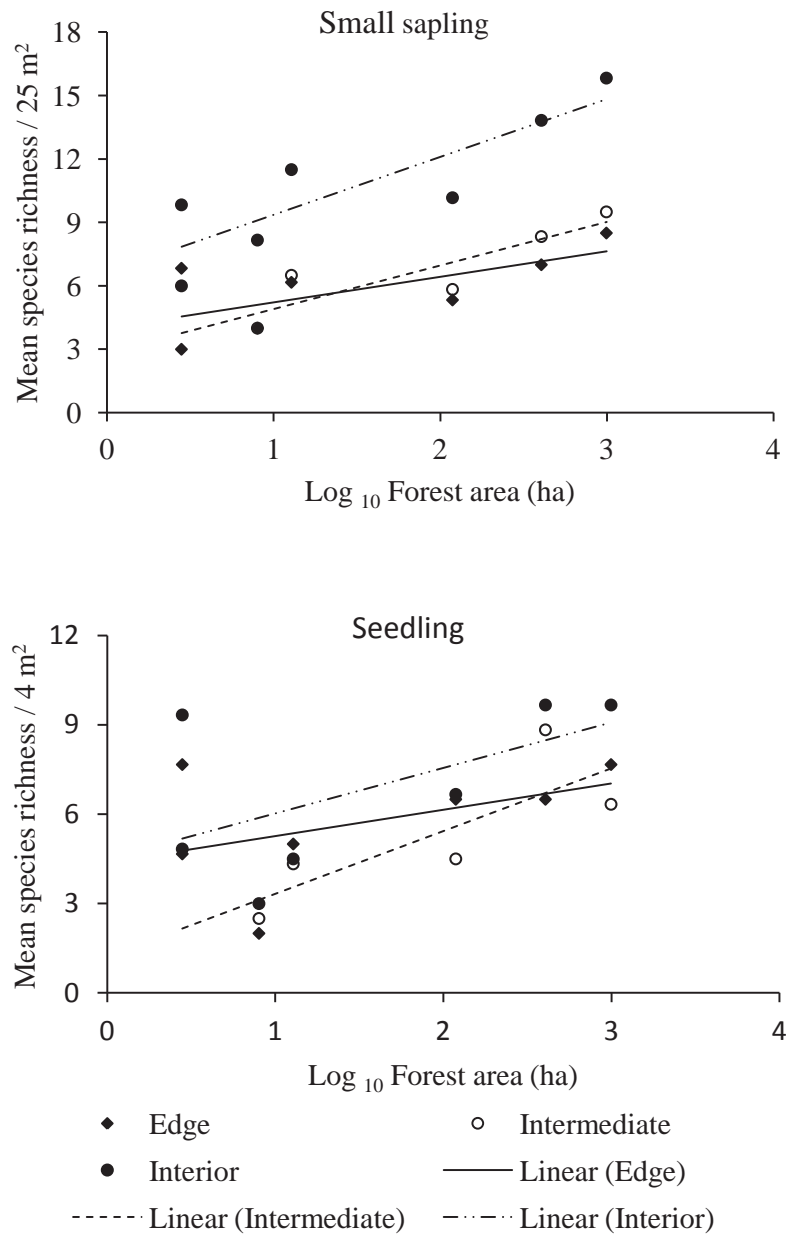 Small sapling
Mean species richness / 25 m²
18
15
12
9
6
3
0
0 1 2 3 4
Log ₁₀ Forest area (ha)
Seedling
Mean species richness / 4 m²
12
9
6
3
0
0 1 2 3 4
Log ₁₀ Forest area (ha)
Edge Intermediate
Interior Linear (Edge)
Linear (Intermediate) Linear (Interior)